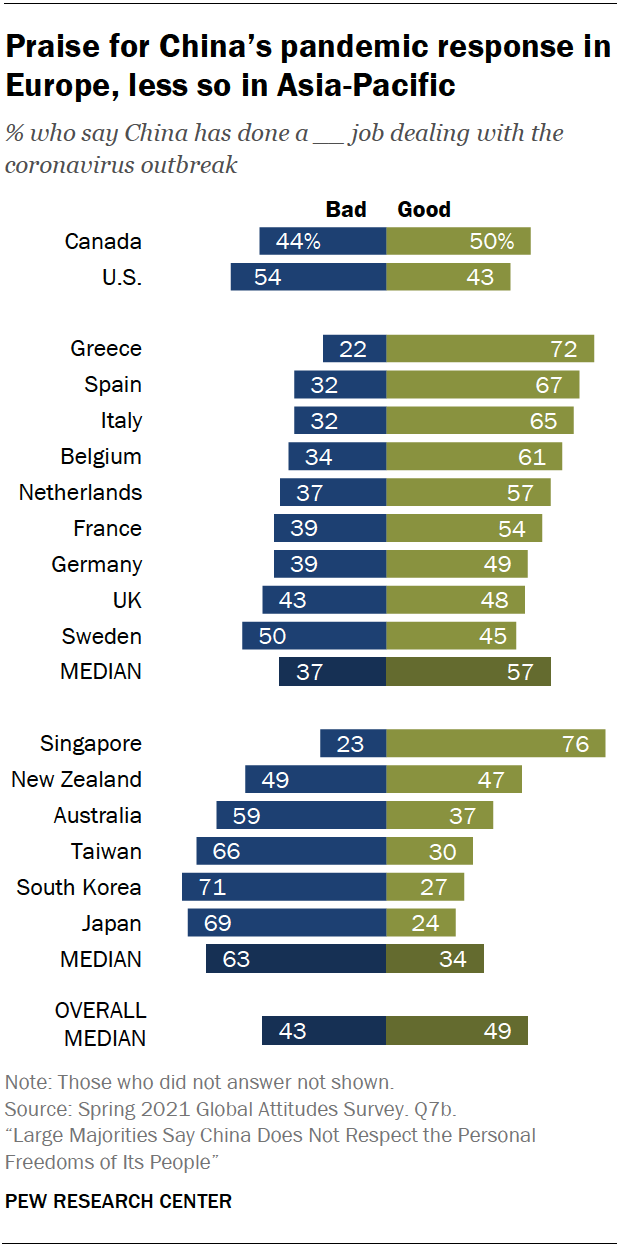 Praise for China’s pandemic response in
Europe, less so in Asia-Pacific
% who say China has done a __ job dealing with the
coronavirus outbreak
Bad Good
Canada 44% 50%
U.S. 54 43
Greece 22 72
Spain 32 67
Italy 32 65
Belgium 34 61
Netherlands 37 57
France 39 54
Germany 39 49
UK 43 48
Sweden 50 45
MEDIAN 37 57
Singapore 23 76
New Zealand 49 47
Australia 59 37
Taiwan 66 30
South Korea 71 27
Japan 69 24
MEDIAN 63 34
OVERALL
MEDIAN 43 49
Note: Those who did not answer not shown.
Source: Spring 2021 Global Attitudes Survey. Q7b.
“Large Majorities Say China Does Not Respect the Personal
Freedoms of Its People”
PEW RESEARCH CENTER